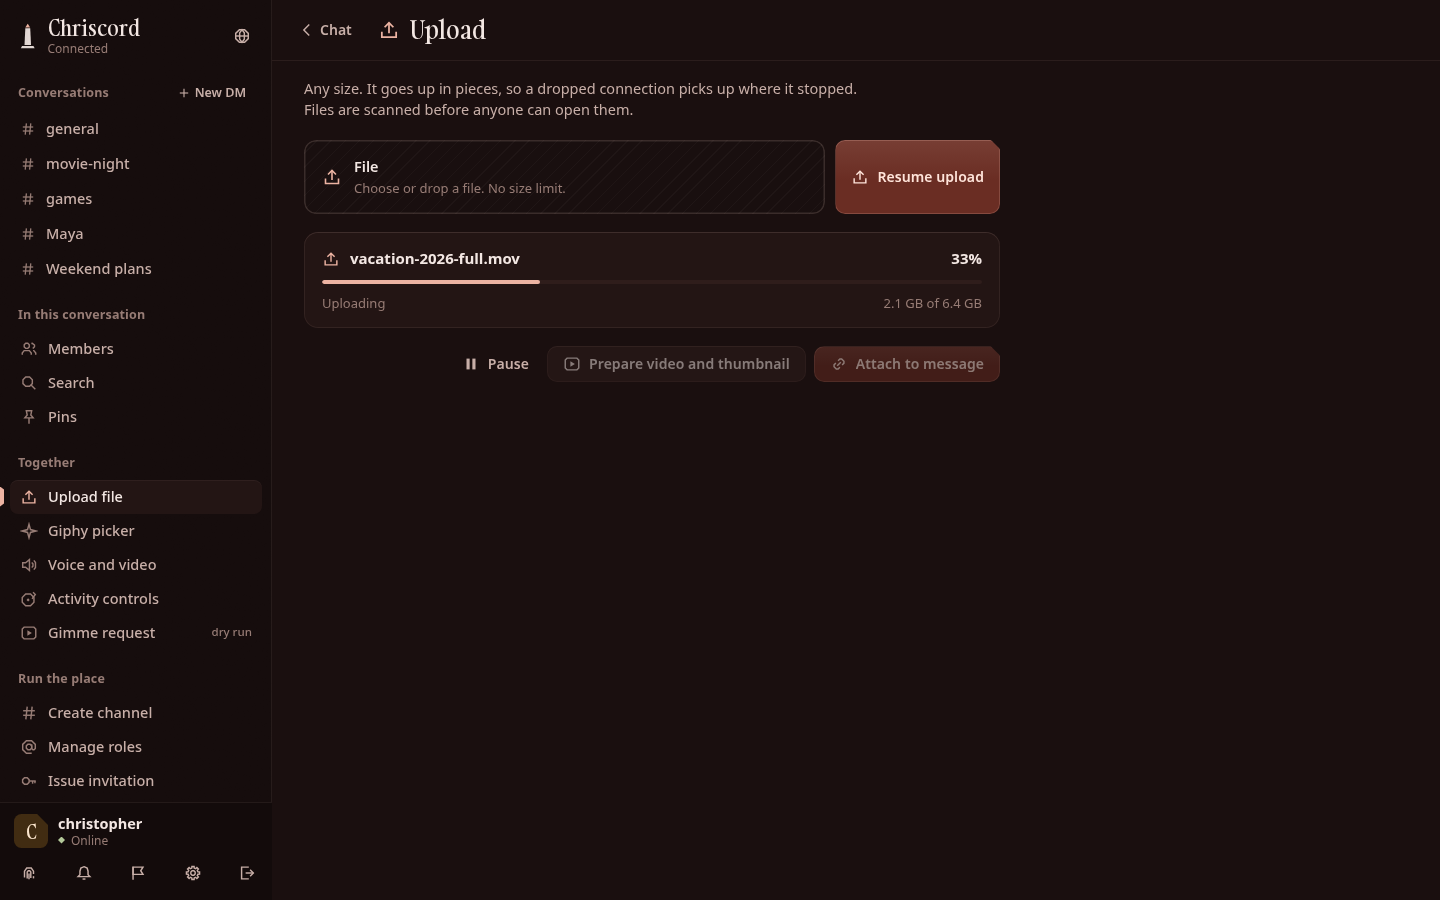 Chriscord
Connected
Conversations
+ New DM
# general
# movie-night
# games
# Maya
# Weekend plans
In this conversation
Members
Search
Pins
Together
Upload file
Giphy picker
Voice and video
Activity controls
Gimme request dry run
Run the place
Create channel
Manage roles
Issue invitation
C
christopher
Online
Chat
Upload
Any size. It goes up in pieces, so a dropped connection picks up where it stopped.
Files are scanned before anyone can open them.
File
Choose or drop a file. No size limit.
Resume upload
vacation-2026-full.mov 33%
Uploading 2.1 GB of 6.4 GB
Pause
Prepare video and thumbnail
Attach to message